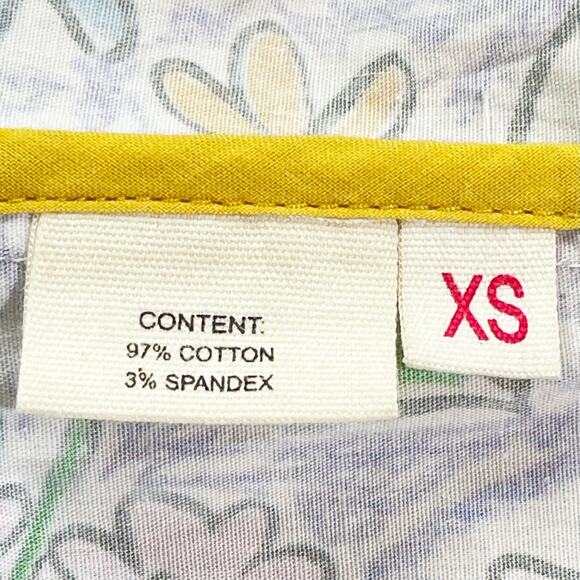 CONTENT:
97% COTTON
3% SPANDEX
XS